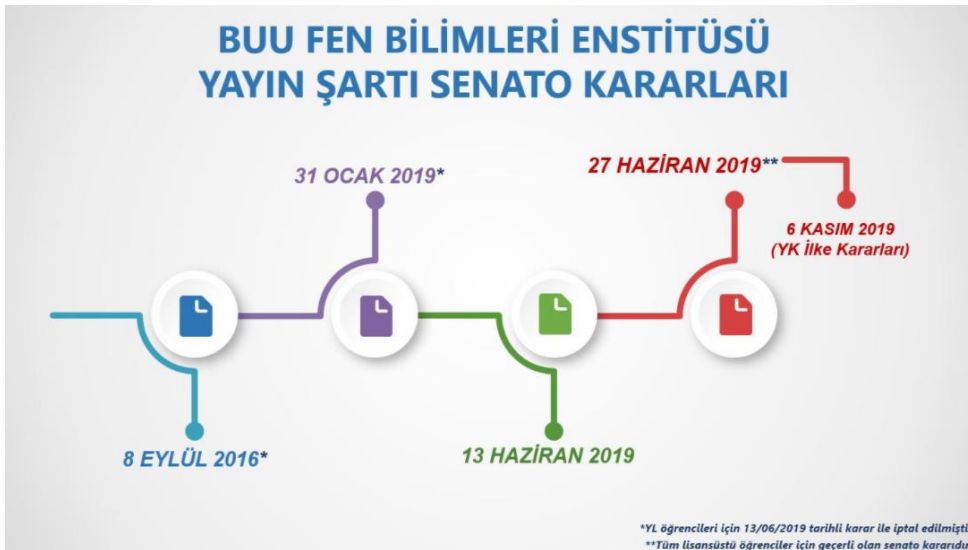 BUU FEN BİLİMLERİ ENSTİTÜSÜ
YAYIN ŞARTI SENATO KARARLARI
31 OCAK 2019*
27 HAZİRAN 2019**
6 KASIM 2019
(YK İlke Kararları)
8 EYLÜL 2016*
13 HAZİRAN 2019
*YL öğrencileri için 13/06/2019 tarihli karar ile iptal edilmişti
**Tüm lisansüstü öğrenciler için geçerli olan senato kararıdu